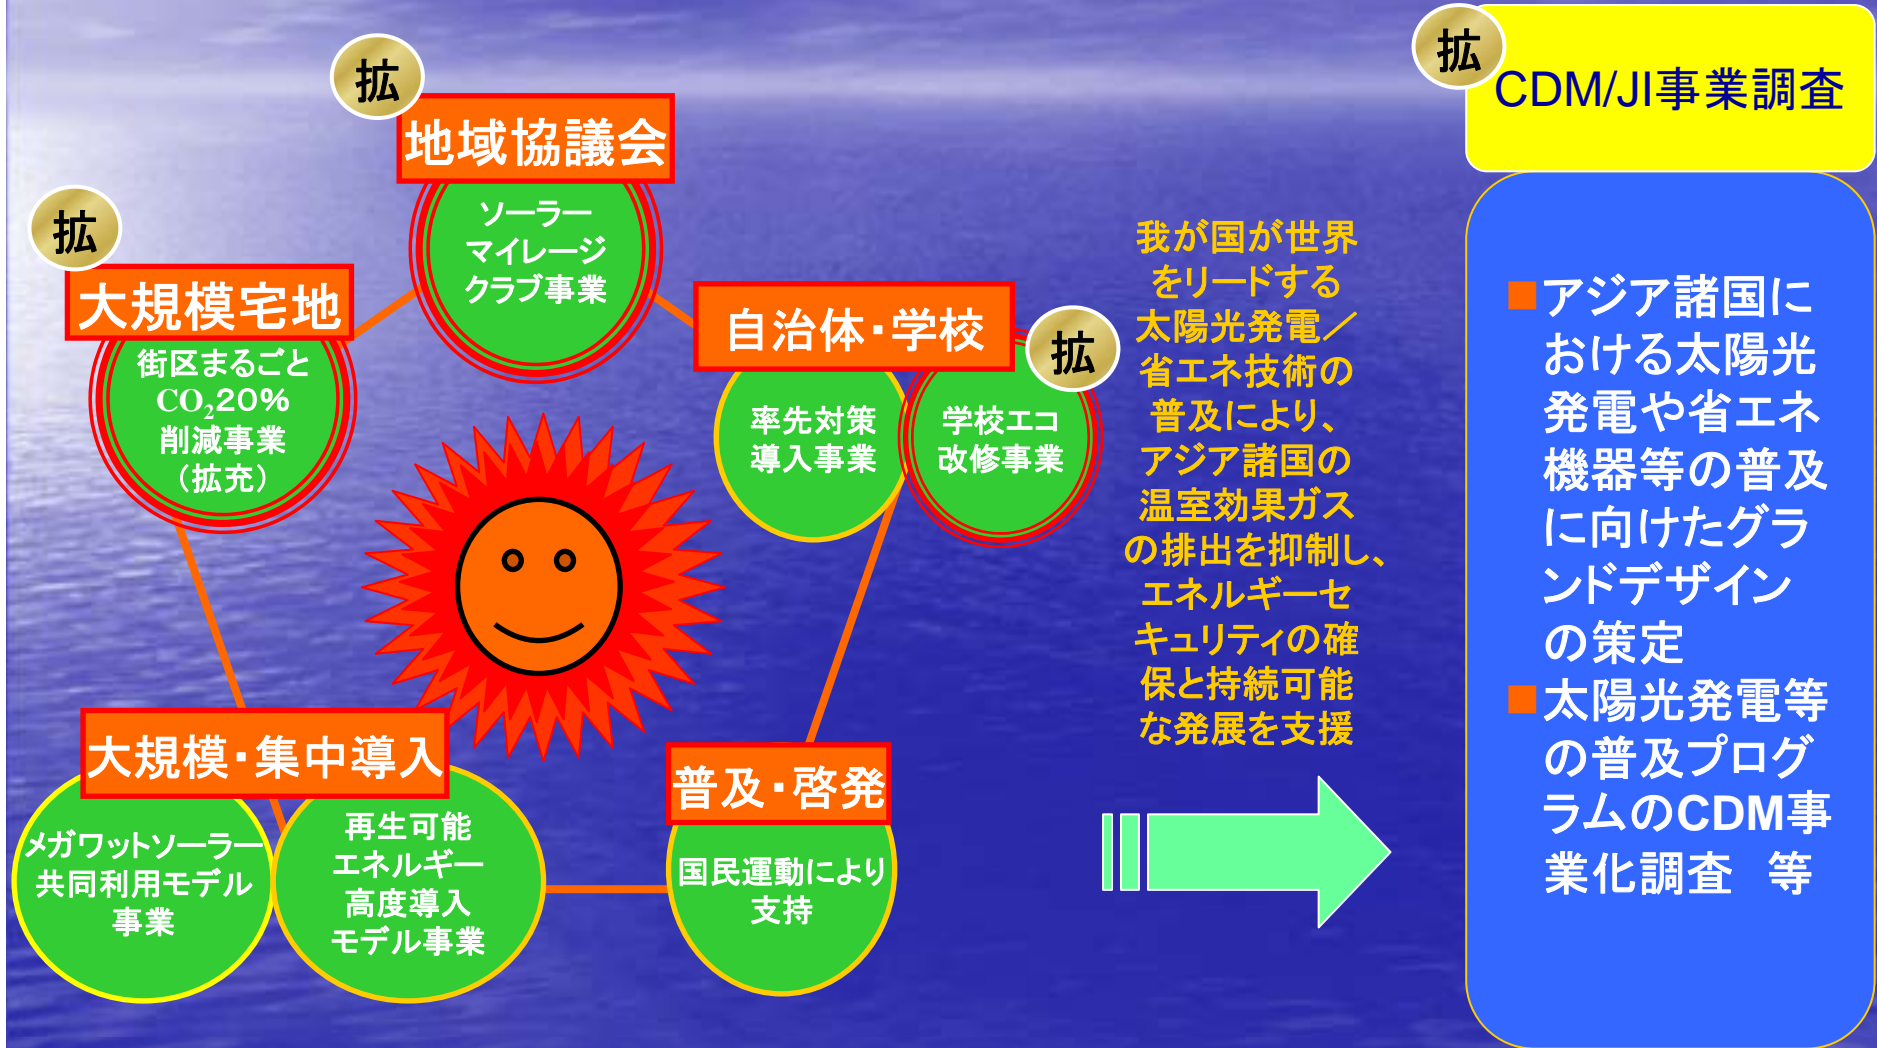 拡
地域協議会
ソーラー
マイレージ
クラブ事業
拡
大規模宅地
街区まるごと
CO₂20%
削減事業
(拡充)
自治体・学校
拡
率先対策
導入事業
学校エコ
改修事業
大規模・集中導入
メガワットソーラー
共同利用モデル
事業
再生可能
エネルギー
高度導入
モデル事業
普及・啓発
国民運動により
支持
我が国が世界
をリードする
太陽光発電／
省エネ技術の
普及により、
アジア諸国の
温室効果ガス
の排出を抑制し、
エネルギーセ
キュリティの確
保と持続可能
な発展を支援
拡
CDM/JI事業調査
■アジア諸国に
おける太陽光
発電や省エネ
機器等の普及
に向けたグラ
ンドデザイン
の策定
■太陽光発電等
の普及プログ
ラムのCDM事
業化調査　等